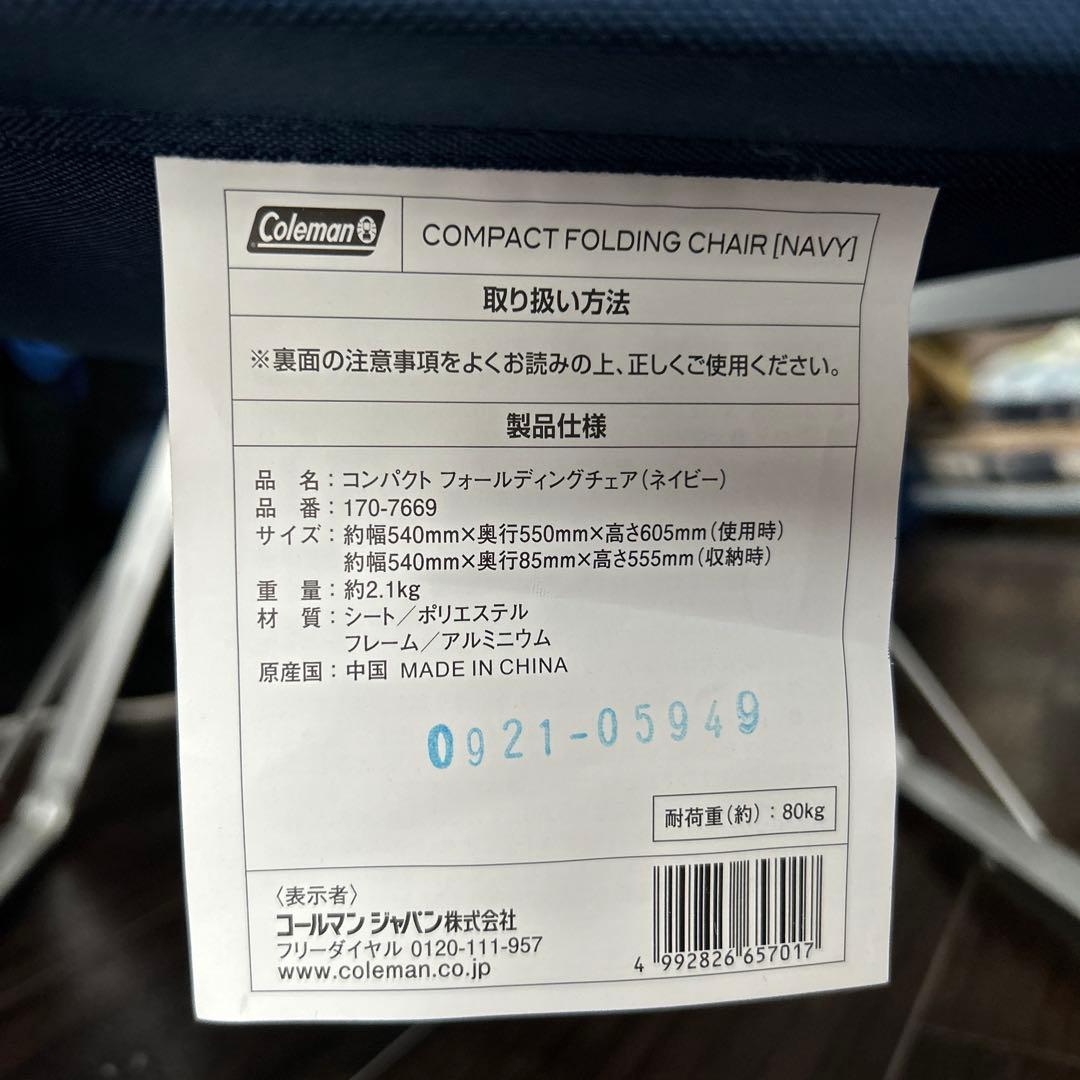 Coleman
COMPACT FOLDING CHAIR [NAVY]
取り扱い方法
※裏面の注意事項をよくお読みの上、正しくご使用ください。
製品仕様
品　名：コンパクト フォールディングチェア（ネイビー）
品　番：170-7669
サイズ：約幅540mm×奥行550mm×高さ605mm（使用時）
約幅540mm×奥行85mm×高さ555mm（収納時）
重　量：約2.1kg
材　質：シート／ポリエステル
フレーム／アルミニウム
原産国：中国 MADE IN CHINA
0921-05949
耐荷重（約）：80kg
〈表示者〉
コールマン ジャパン株式会社
フリーダイヤル 0120-111-957
www.coleman.co.jp
4 992826 657017